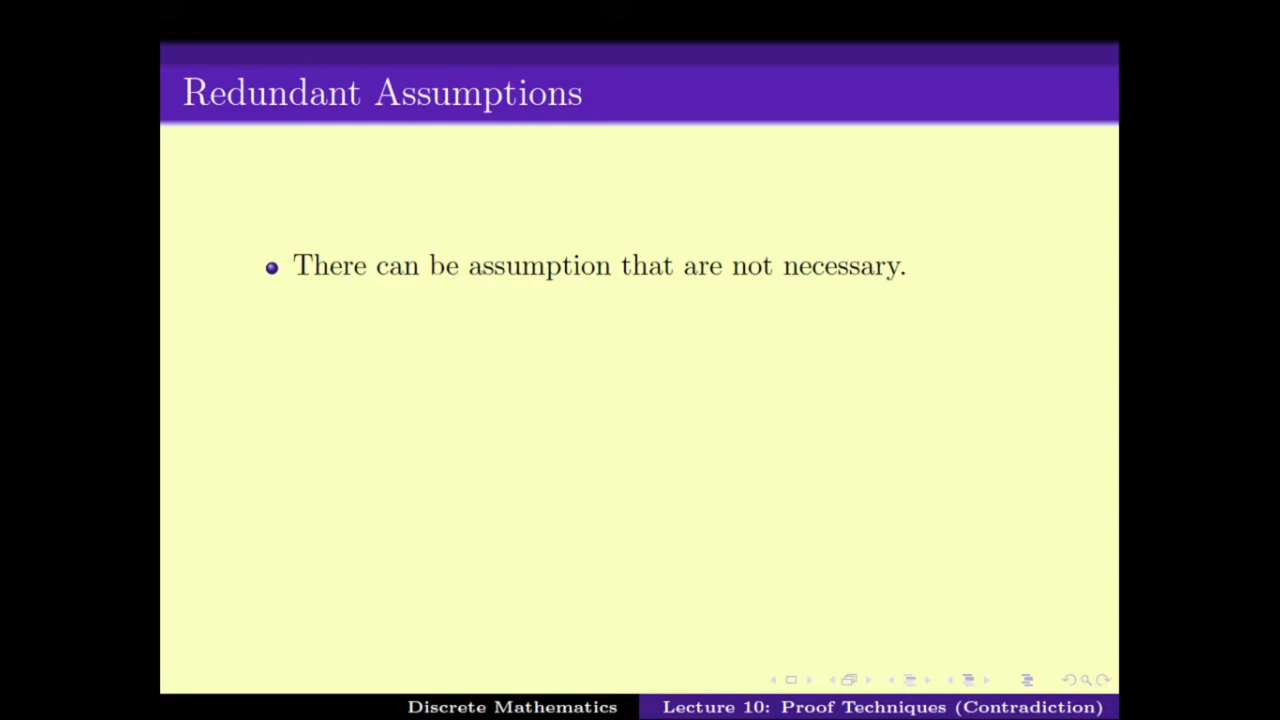 Redundant Assumptions
There can be assumption that are not necessary.
Discrete Mathematics
Lecture 10: Proof Techniques (Contradiction)